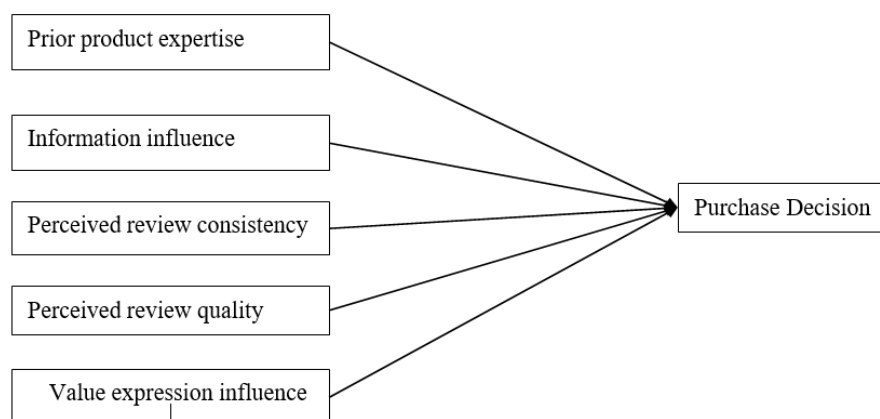 Prior product expertise
Information influence
Perceived review consistency
Purchase Decision
Perceived review quality
Value expression influence